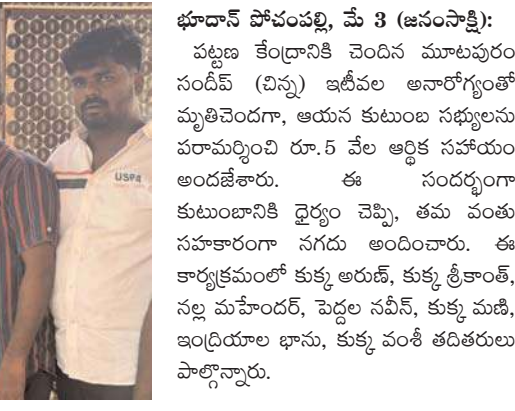 భూదాన్ పోచంపల్లి, మే 3 (జనంసాక్షి):
పట్టణ కేంద్రానికి చెందిన మూటపురం
సందీప్ (చిన్న) ఇటీవల అనారోగ్యంతో
మృతిచెందగా, ఆయన కుటుంబ సభ్యులను
పరామర్శించి రూ.5 వేల ఆర్థిక సహాయం
అందజేశారు. ఈ సందర్భంగా
కుటుంబానికి ధైర్యం చెప్పి, తమ వంతు
సహకారంగా నగదు అందించారు. ఈ
కార్యక్రమంలో కుక్క అరుణ్, కుక్క శ్రీకాంత్,
నల్ల మహేందర్, పెద్దల నవీన్, కుక్క మణి,
ఇంద్రియాల భాను, కుక్క వంశీ తదితరులు
పాల్గొన్నారు.